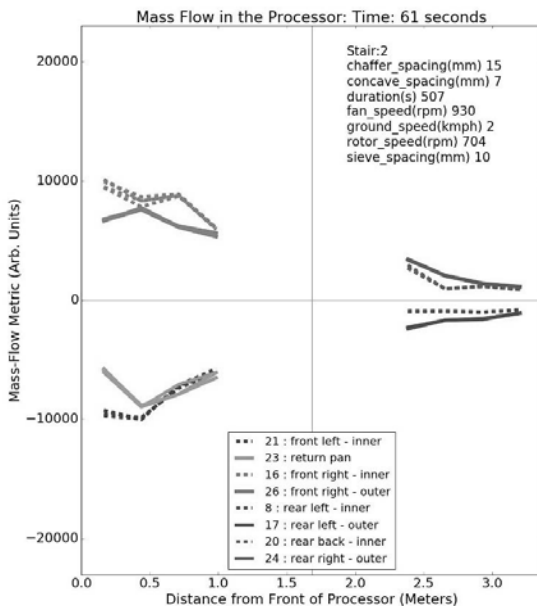 Mass Flow in the Processor: Time: 61 seconds
Stair:2
chaffer_spacing(mm) 15
concave_spacing(mm) 7
duration(s) 507
fan_speed(rpm) 930
ground_speed(kmph) 2
rotor_speed(rpm) 704
sieve_spacing(mm) 10
Mass-Flow Metric (Arb. Units)
20000
10000
0
−10000
−20000
21 : front left - inner
23 : return pan
16 : front right - inner
26 : front right - outer
8 : rear left - inner
17 : rear left - outer
20 : rear back - inner
24 : rear right - outer
0.0 0.5 1.0 1.5 2.0 2.5 3.0
Distance from Front of Processor (Meters)